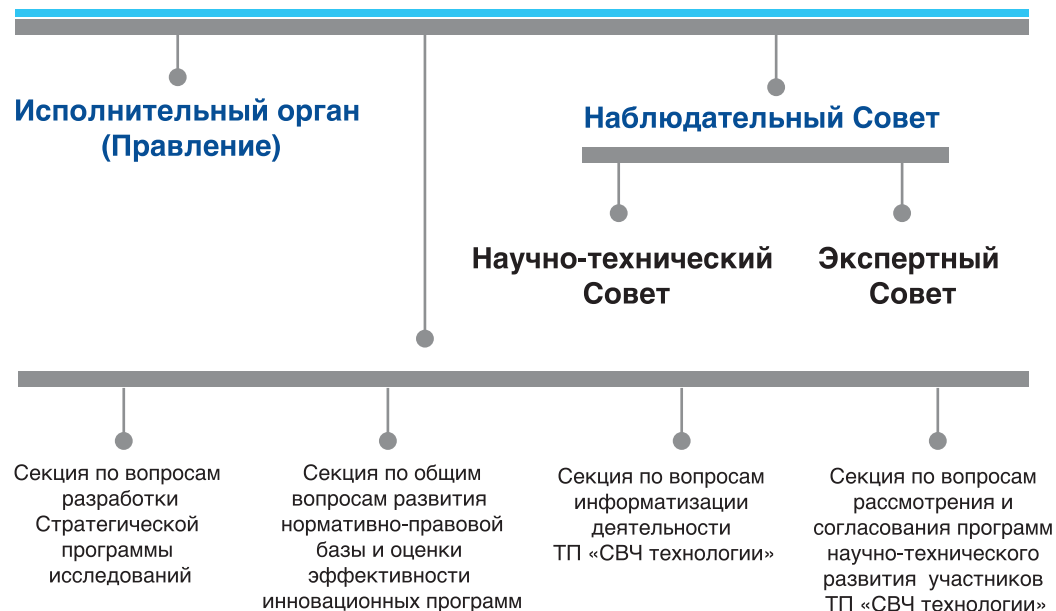 Исполнительный орган
(Правление)
Наблюдательный Совет
Научно-технический
Совет
Экспертный
Совет
Секция по вопросам
разработки
Стратегической
программы
исследований
Секция по общим
вопросам развития
нормативно-правовой
базы и оценки
эффективности
инновационных программ
Секция по вопросам
информатизации
деятельности
ТП «СВЧ технологии»
Секция по вопросам
рассмотрения и
согласования программ
научно-технического
развития участников
ТП «СВЧ технологии»